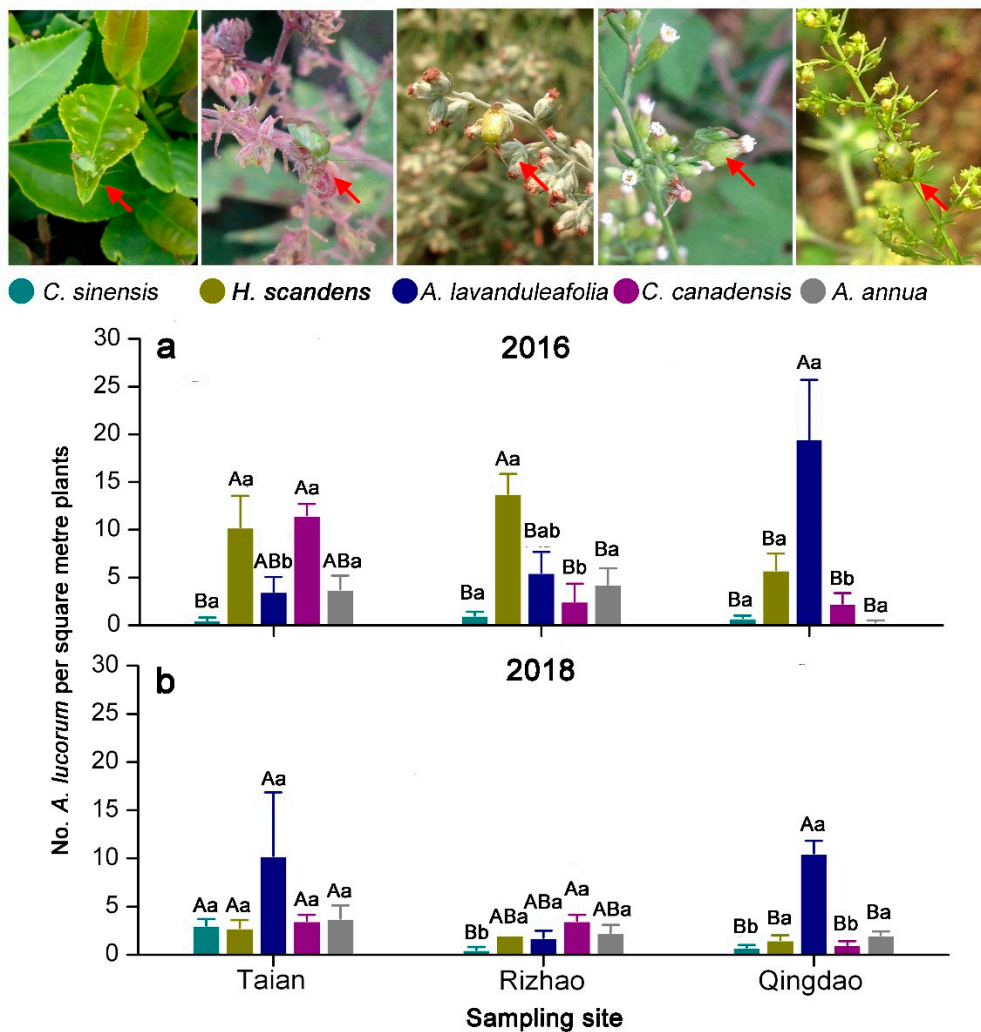 C. sinensis H. scandens A. lavanduleafolia C. canadensis A. annua
a 2016
30
25
20
15
10
5
0
Ba Aa ABb Aa ABa
Ba Aa Bab Bb Ba
Ba Ba Aa Bb Ba
b 2018
30
25
20
15
10
5
0
Aa Aa Aa Aa Aa
Bb ABa ABa Aa ABa
Bb Ba Aa Bb Ba
No. A. lucorum per square metre plants
Taian Rizhao Qingdao
Sampling site